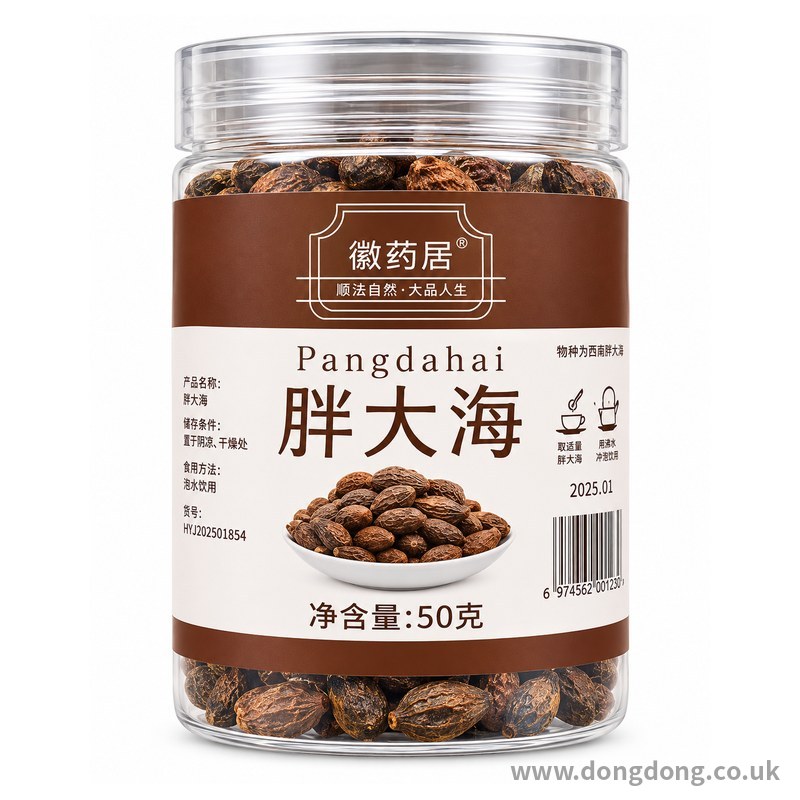 徽药居®
顺法自然·大品人生
Pangdahai
胖大海
物种为西南胖大海
产品名称：
胖大海
储存条件：
置于阴凉、干燥处
食用方法：
泡水饮用
货号：
HYJ202501854
取适量
胖大海
用沸水
冲泡饮用
2025.01
6 974562 001230
净含量：50克
www.dongdong.co.uk